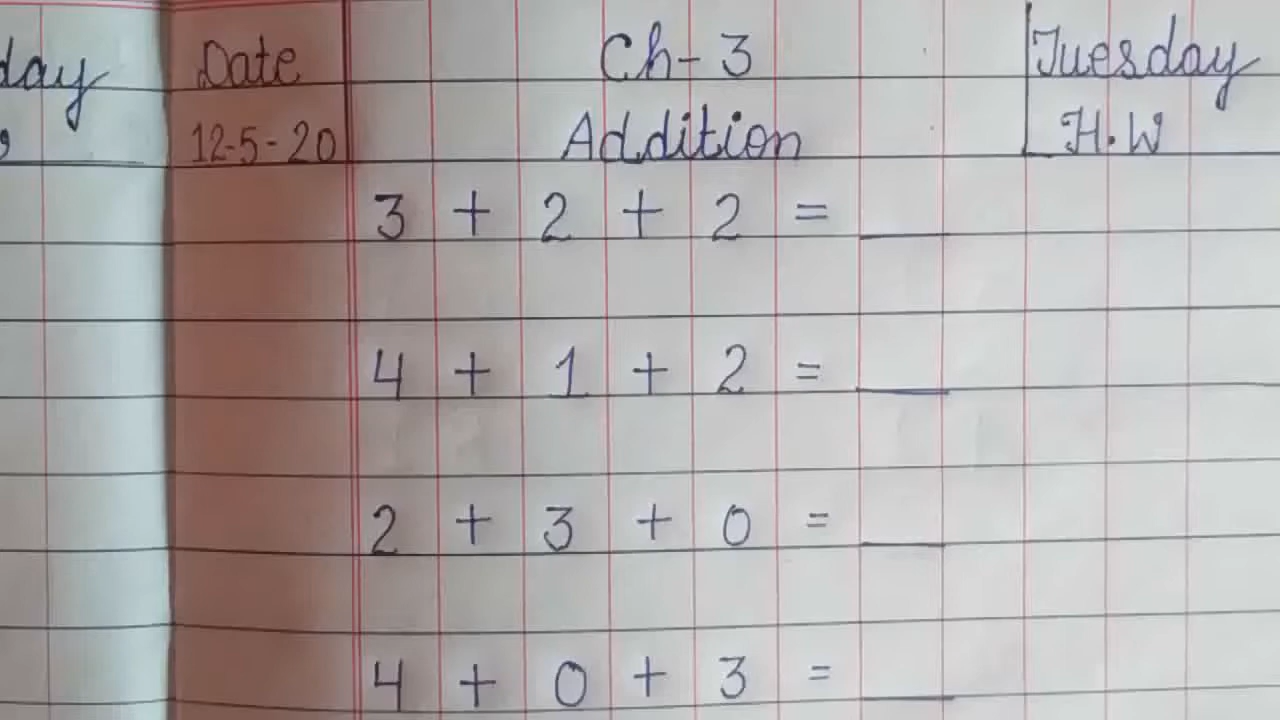 day Date Ch-3 Tuesday
12-5-20 Addition H.W
3 + 2 + 2 = ___
4 + 1 + 2 = ___
2 + 3 + 0 = ___
4 + 0 + 3 = ___